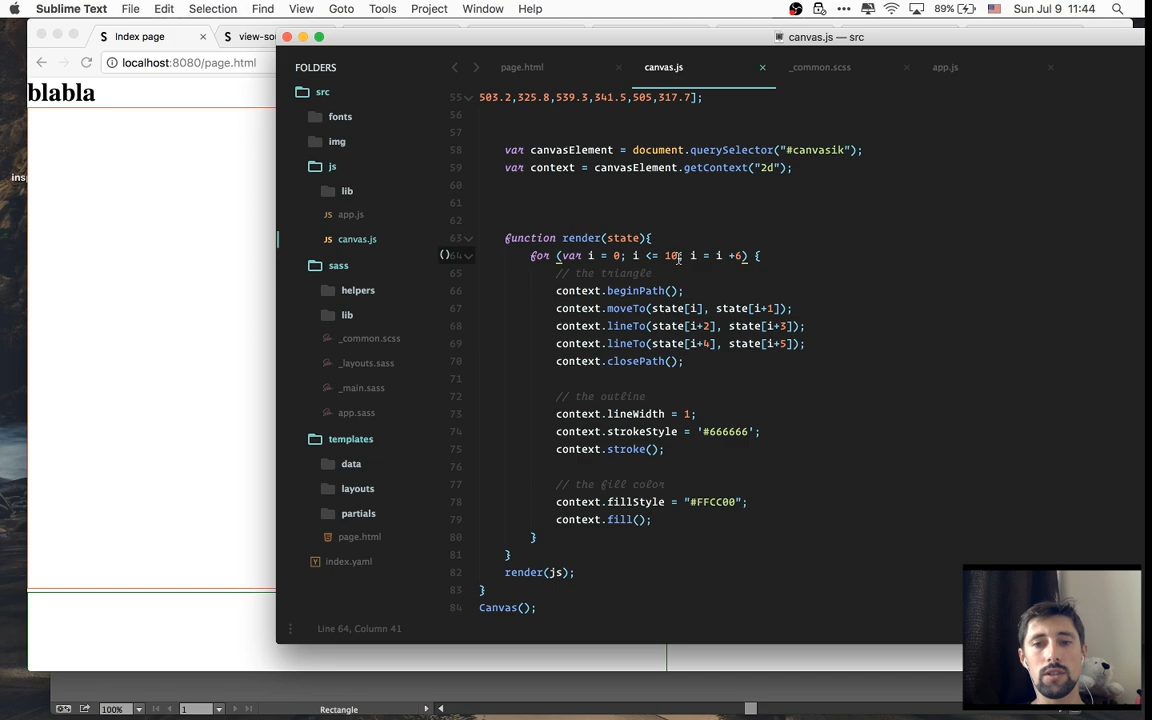 Sublime Text File Edit Selection Find View Goto Tools Project Window Help 89% Sun Jul 9 11:44
Index page × view-so
canvas.js — src
localhost:8080/page.html
blabla
FOLDERS
src
fonts
img
js
lib
app.js
canvas.js
sass
helpers
lib
_common.scss
_layouts.sass
_main.sass
app.sass
templates
data
layouts
partials
page.html
index.yaml
page.html × canvas.js × _common.scss × app.js ×
55 503.2,325.8,539.3,341.5,505,317.7];
56
57
58 var canvasElement = document.querySelector("#canvasik");
59 var context = canvasElement.getContext("2d");
60
61
62
63 function render(state){
64 for (var i = 0; i <= 10; i = i +6) {
65 // the triangle
66 context.beginPath();
67 context.moveTo(state[i], state[i+1]);
68 context.lineTo(state[i+2], state[i+3]);
69 context.lineTo(state[i+4], state[i+5]);
70 context.closePath();
71
72 // the outline
73 context.lineWidth = 1;
74 context.strokeStyle = '#666666';
75 context.stroke();
76
77 // the fill color
78 context.fillStyle = "#FFCC00";
79 context.fill();
80 }
81 }
82 render(js);
83 }
84 Canvas();
Line 64, Column 41
100% 1 Rectangle